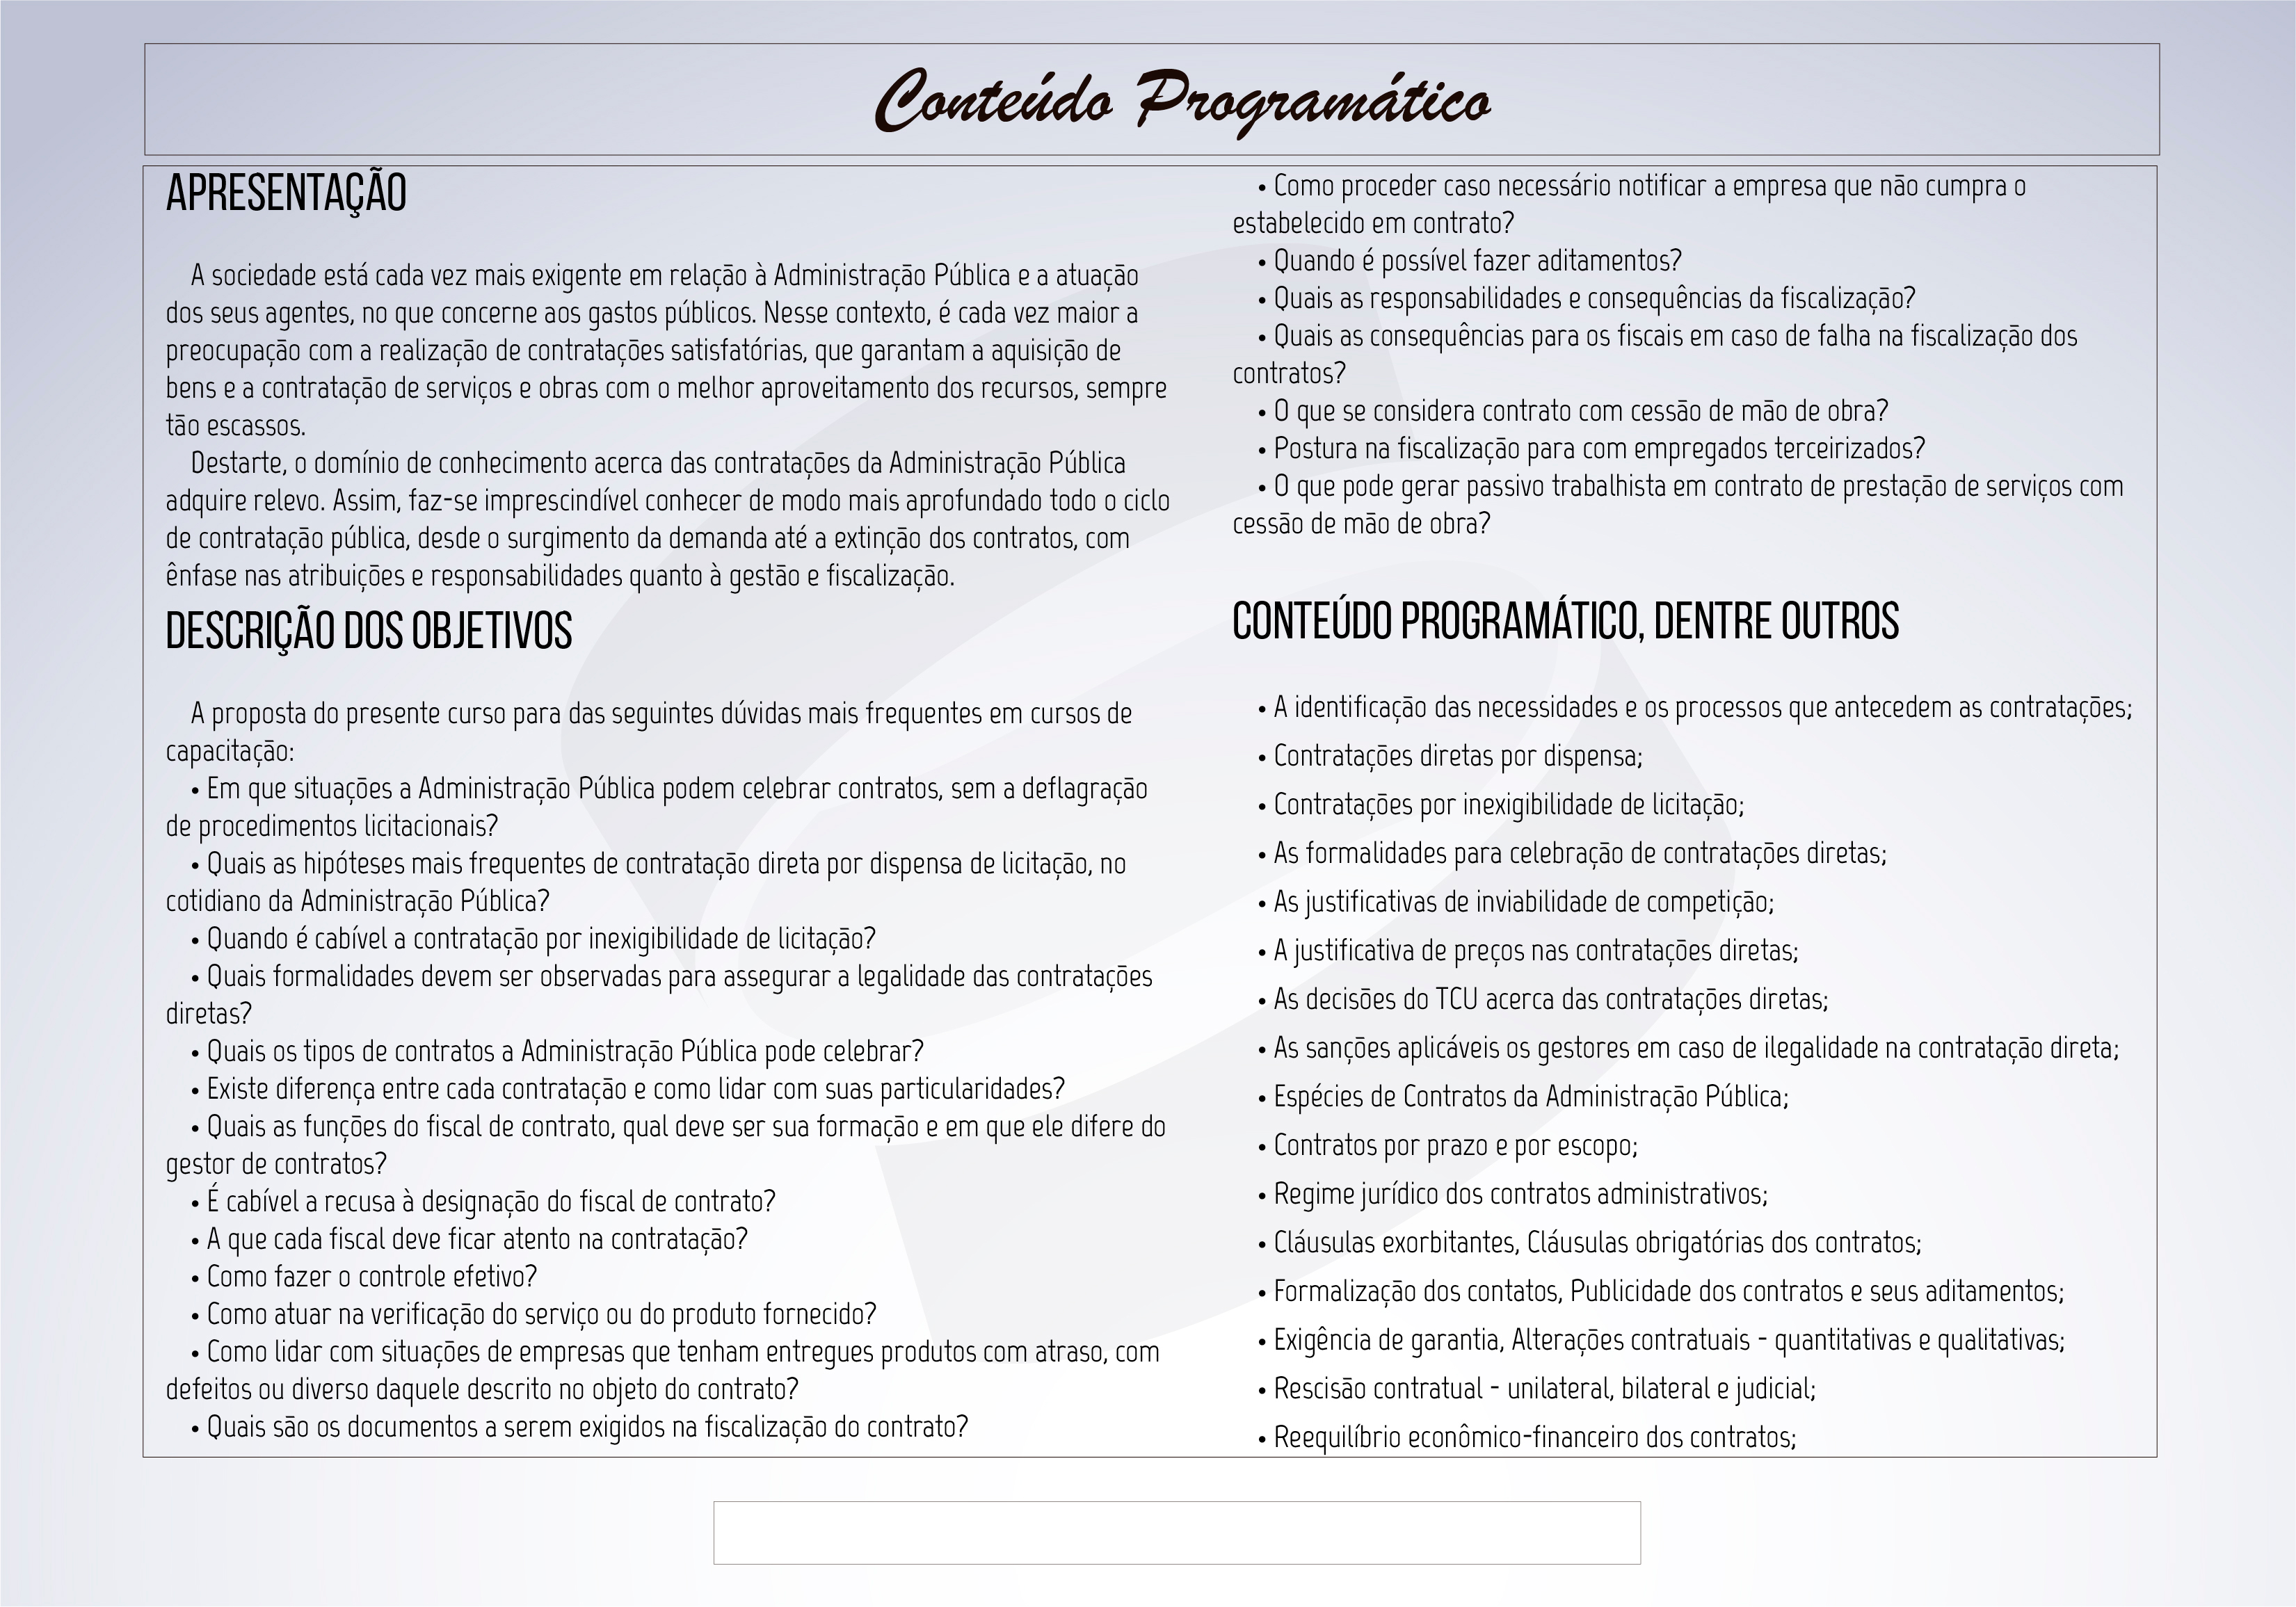 Conteúdo Programático
APRESENTAÇÃO
A sociedade está cada vez mais exigente em relação à Administração Pública e a atuação
dos seus agentes, no que concerne aos gastos públicos. Nesse contexto, é cada vez maior a
preocupação com a realização de contratações satisfatórias, que garantam a aquisição de
bens e a contratação de serviços e obras com o melhor aproveitamento dos recursos, sempre
tão escassos.
Destarte, o domínio de conhecimento acerca das contratações da Administração Pública
adquire relevo. Assim, faz-se imprescindível conhecer de modo mais aprofundado todo o ciclo
de contratação pública, desde o surgimento da demanda até a extinção dos contratos, com
ênfase nas atribuições e responsabilidades quanto à gestão e fiscalização.
DESCRIÇÃO DOS OBJETIVOS
A proposta do presente curso para das seguintes dúvidas mais frequentes em cursos de
capacitação:
• Em que situações a Administração Pública podem celebrar contratos, sem a deflagração
de procedimentos licitacionais?
• Quais as hipóteses mais frequentes de contratação direta por dispensa de licitação, no
cotidiano da Administração Pública?
• Quando é cabível a contratação por inexigibilidade de licitação?
• Quais formalidades devem ser observadas para assegurar a legalidade das contratações
diretas?
• Quais os tipos de contratos a Administração Pública pode celebrar?
• Existe diferença entre cada contratação e como lidar com suas particularidades?
• Quais as funções do fiscal de contrato, qual deve ser sua formação e em que ele difere do
gestor de contratos?
• É cabível a recusa à designação do fiscal de contrato?
• A que cada fiscal deve ficar atento na contratação?
• Como fazer o controle efetivo?
• Como atuar na verificação do serviço ou do produto fornecido?
• Como lidar com situações de empresas que tenham entregues produtos com atraso, com
defeitos ou diverso daquele descrito no objeto do contrato?
• Quais são os documentos a serem exigidos na fiscalização do contrato?
• Como proceder caso necessário notificar a empresa que não cumpra o
estabelecido em contrato?
• Quando é possível fazer aditamentos?
• Quais as responsabilidades e consequências da fiscalização?
• Quais as consequências para os fiscais em caso de falha na fiscalização dos
contratos?
• O que se considera contrato com cessão de mão de obra?
• Postura na fiscalização para com empregados terceirizados?
• O que pode gerar passivo trabalhista em contrato de prestação de serviços com
cessão de mão de obra?
CONTEÚDO PROGRAMÁTICO, DENTRE OUTROS
• A identificação das necessidades e os processos que antecedem as contratações;
• Contratações diretas por dispensa;
• Contratações por inexigibilidade de licitação;
• As formalidades para celebração de contratações diretas;
• As justificativas de inviabilidade de competição;
• A justificativa de preços nas contratações diretas;
• As decisões do TCU acerca das contratações diretas;
• As sanções aplicáveis os gestores em caso de ilegalidade na contratação direta;
• Espécies de Contratos da Administração Pública;
• Contratos por prazo e por escopo;
• Regime jurídico dos contratos administrativos;
• Cláusulas exorbitantes, Cláusulas obrigatórias dos contratos;
• Formalização dos contatos, Publicidade dos contratos e seus aditamentos;
• Exigência de garantia, Alterações contratuais - quantitativas e qualitativas;
• Rescisão contratual - unilateral, bilateral e judicial;
• Reequilíbrio econômico-financeiro dos contratos;